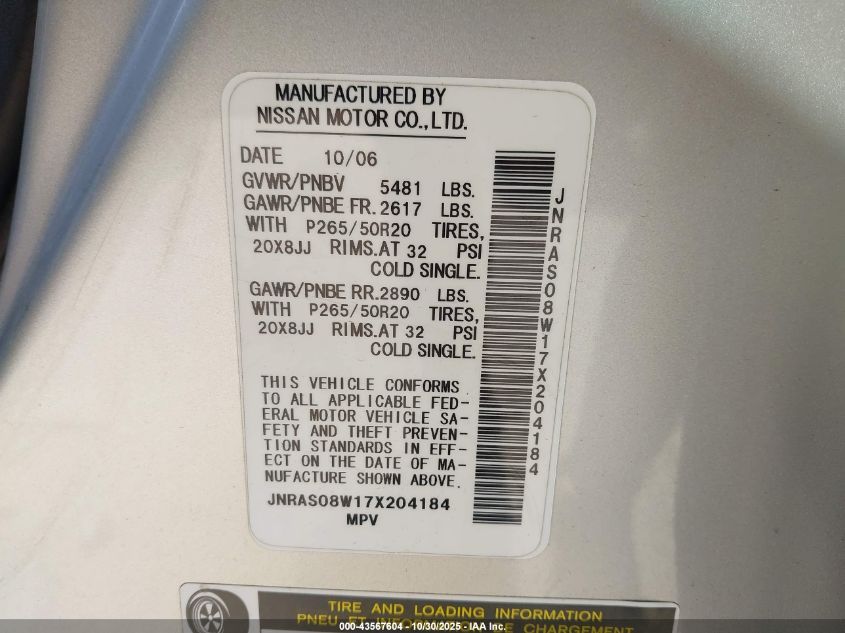 MANUFACTURED BY
NISSAN MOTOR CO., LTD.
DATE 10/06
GVWR/PNBV 5481 LBS.
GAWR/PNBE FR. 2617 LBS.
WITH P265/50R20 TIRES,
20X8JJ RIMS. AT 32 PSI
COLD SINGLE.
GAWR/PNBE RR. 2890 LBS.
WITH P265/50R20 TIRES,
20X8JJ RIMS. AT 32 PSI
COLD SINGLE.
THIS VEHICLE CONFORMS
TO ALL APPLICABLE FED-
ERAL MOTOR VEHICLE SA-
FETY AND THEFT PREVEN-
TION STANDARDS IN EFF-
ECT ON THE DATE OF MA-
NUFACTURE SHOWN ABOVE.
JNRAS08W17X204184
MPV
JNRAS08W17X204184
TIRE AND LOADING INFORMATION
PNEU ET CHARGEMENT
000-43567604 - 10/30/2025 - IAA Inc.